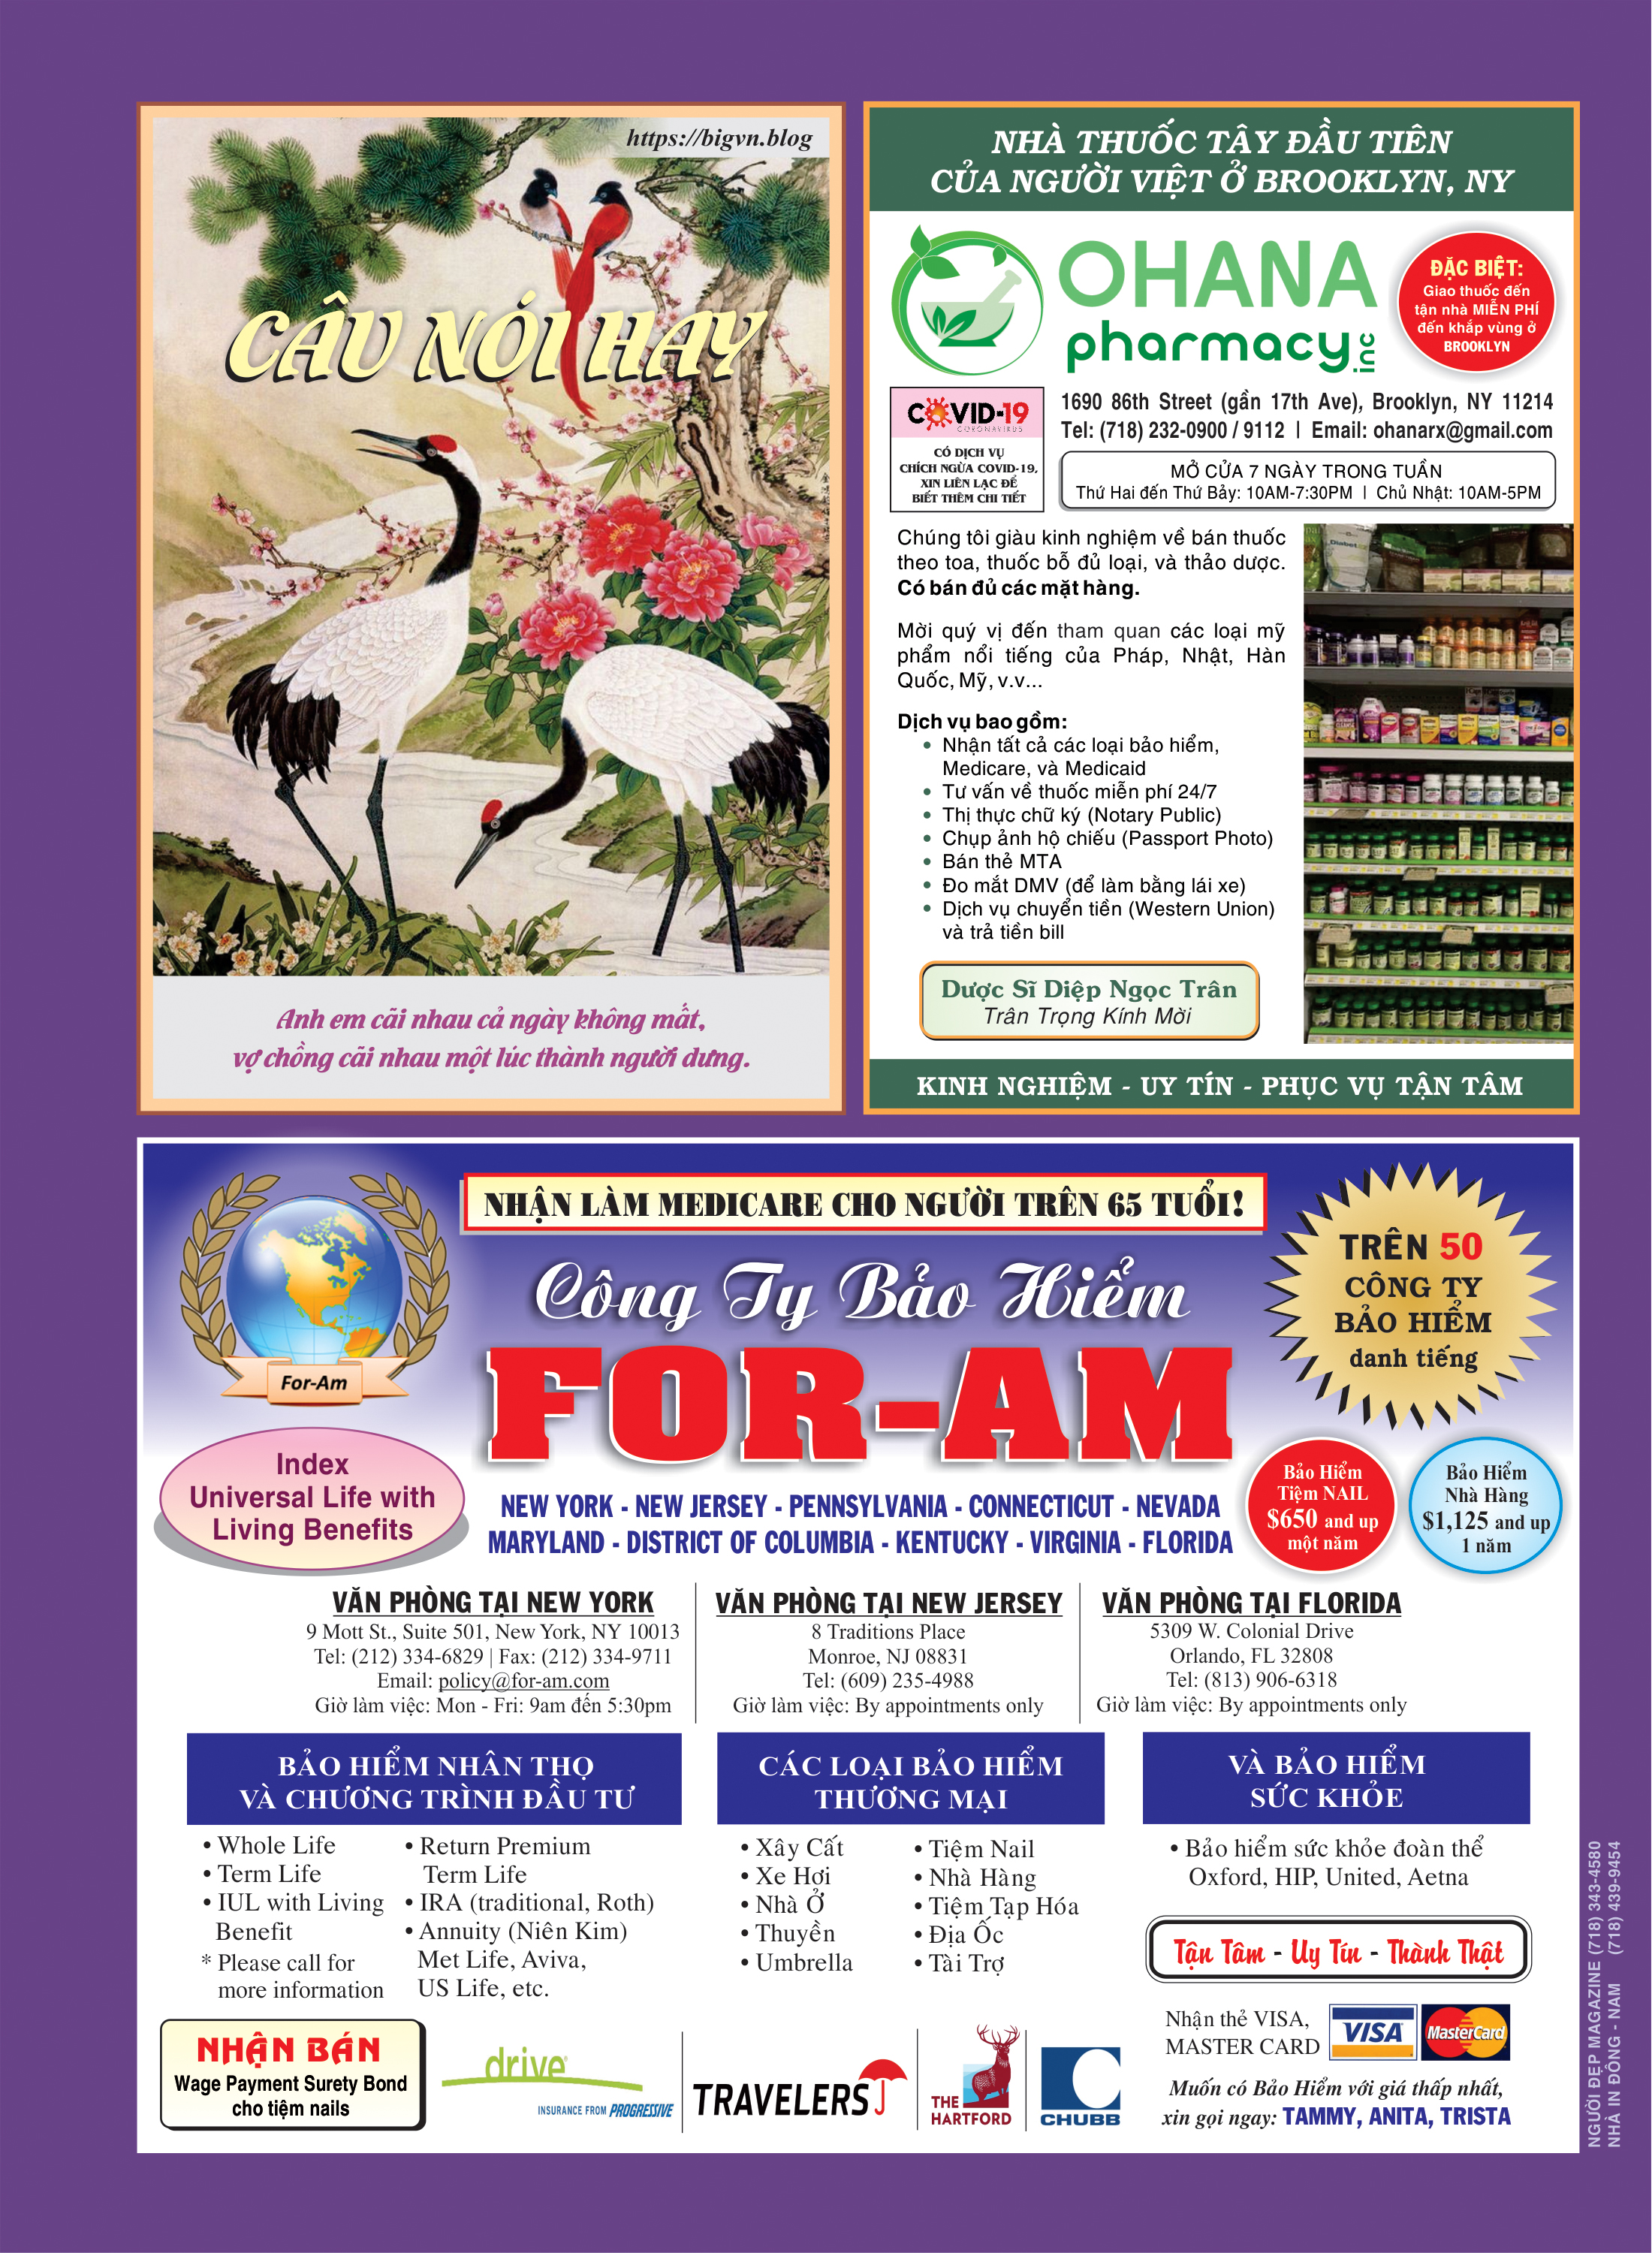 https://bigvn.blog
CÂU NÓI HAY
Anh em cãi nhau cả ngày không mất,
vợ chồng cãi nhau một lúc thành người dưng.
NHÀ THUỐC TÂY ĐẦU TIÊN
CỦA NGƯỜI VIỆT Ở BROOKLYN, NY
OHANA
pharmacy inc
ĐẶC BIỆT:
Giao thuốc đến
tận nhà MIỄN PHÍ
đến khắp vùng ở
BROOKLYN
COVID-19
CORONAVIRUS
CÓ DỊCH VỤ
CHÍCH NGỪA COVID-19,
XIN LIÊN LẠC ĐỂ
BIẾT THÊM CHI TIẾT
1690 86th Street (gần 17th Ave), Brooklyn, NY 11214
Tel: (718) 232-0900 / 9112 | Email: ohanarx@gmail.com
MỞ CỬA 7 NGÀY TRONG TUẦN
Thứ Hai đến Thứ Bảy: 10AM-7:30PM | Chủ Nhật: 10AM-5PM
Chúng tôi giàu kinh nghiệm về bán thuốc
theo toa, thuốc bổ đủ loại, và thảo dược.
Có bán đủ các mặt hàng.
Mời quý vị đến tham quan các loại mỹ
phẩm nổi tiếng của Pháp, Nhật, Hàn
Quốc, Mỹ, v.v...
Dịch vụ bao gồm:
• Nhận tất cả các loại bảo hiểm,
Medicare, và Medicaid
• Tư vấn về thuốc miễn phí 24/7
• Thị thực chữ ký (Notary Public)
• Chụp ảnh hộ chiếu (Passport Photo)
• Bán thẻ MTA
• Đo mắt DMV (để làm bằng lái xe)
• Dịch vụ chuyển tiền (Western Union)
và trả tiền bill
Dược Sĩ Diệp Ngọc Trân
Trân Trọng Kính Mời
KINH NGHIỆM - UY TÍN - PHỤC VỤ TẬN TÂM
NHẬN LÀM MEDICARE CHO NGƯỜI TRÊN 65 TUỔI!
For-Am
Công Ty Bảo Hiểm
FOR-AM
TRÊN 50
CÔNG TY
BẢO HIỂM
danh tiếng
Index
Universal Life with
Living Benefits
NEW YORK - NEW JERSEY - PENNSYLVANIA - CONNECTICUT - NEVADA
MARYLAND - DISTRICT OF COLUMBIA - KENTUCKY - VIRGINIA - FLORIDA
Bảo Hiểm
Tiệm NAIL
$650 and up
một năm
Bảo Hiểm
Nhà Hàng
$1,125 and up
1 năm
VĂN PHÒNG TẠI NEW YORK
9 Mott St., Suite 501, New York, NY 10013
Tel: (212) 334-6829 | Fax: (212) 334-9711
Email: policy@for-am.com
Giờ làm việc: Mon - Fri: 9am đến 5:30pm
VĂN PHÒNG TẠI NEW JERSEY
8 Traditions Place
Monroe, NJ 08831
Tel: (609) 235-4988
Giờ làm việc: By appointments only
VĂN PHÒNG TẠI FLORIDA
5309 W. Colonial Drive
Orlando, FL 32808
Tel: (813) 906-6318
Giờ làm việc: By appointments only
BẢO HIỂM NHÂN THỌ
VÀ CHƯƠNG TRÌNH ĐẦU TƯ
• Whole Life
• Term Life
• IUL with Living
Benefit
* Please call for
more information
• Return Premium
Term Life
• IRA (traditional, Roth)
• Annuity (Niên Kim)
Met Life, Aviva,
US Life, etc.
CÁC LOẠI BẢO HIỂM
THƯƠNG MẠI
• Xây Cất
• Xe Hơi
• Nhà Ở
• Thuyền
• Umbrella
• Tiệm Nail
• Nhà Hàng
• Tiệm Tạp Hóa
• Địa Ốc
• Tài Trợ
VÀ BẢO HIỂM
SỨC KHỎE
• Bảo hiểm sức khỏe đoàn thể
Oxford, HIP, United, Aetna
Tận Tâm - Uy Tín - Thành Thật
NHẬN BÁN
Wage Payment Surety Bond
cho tiệm nails
drive
INSURANCE FROM PROGRESSIVE
TRAVELERS
THE
HARTFORD
CHUBB
Nhận thẻ VISA,
MASTER CARD
VISA
MasterCard
Muốn có Bảo Hiểm với giá thấp nhất,
xin gọi ngay: TAMMY, ANITA, TRISTA
NGƯỜI ĐẸP MAGAZINE (718) 343-4580
NHÀ IN ĐÔNG - NAM (718) 439-9454